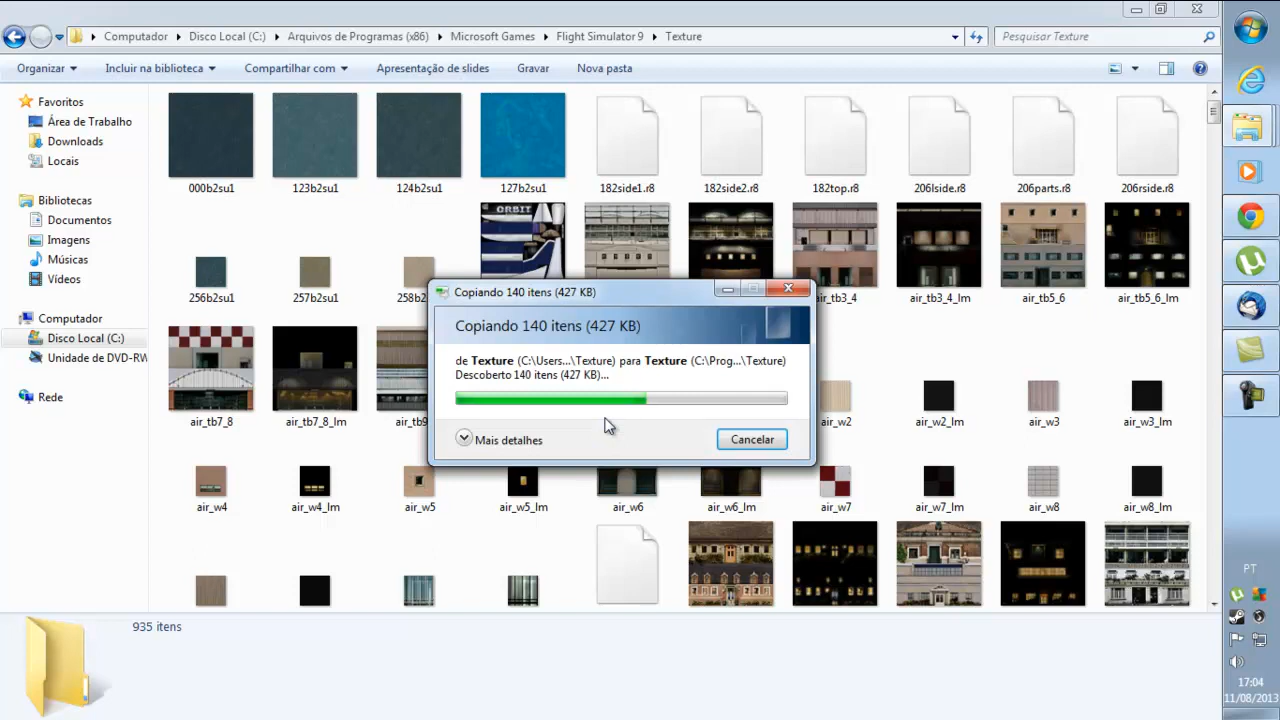 Computador
Disco Local (C:)
Arquivos de Programas (x86)
Microsoft Games
Flight Simulator 9
Texture
Pesquisar Texture
Organizar
Incluir na biblioteca
Compartilhar com
Apresentação de slides
Gravar
Nova pasta
Favoritos
Área de Trabalho
Downloads
Locais
Bibliotecas
Documentos
Imagens
Músicas
Vídeos
Computador
Disco Local (C:)
Unidade de DVD-RW
Rede
000b2su1
123b2su1
124b2su1
127b2su1
182side1.r8
182side2.r8
182top.r8
206lside.r8
206parts.r8
206rside.r8
ORBIT
256b2su1
257b2su1
258b2
air_tb3_4
air_tb3_4_lm
air_tb5_6
air_tb5_6_lm
Copiando 140 itens (427 KB)
Copiando 140 itens (427 KB)
de Texture (C:\Users...\Texture) para Texture (C:\Prog...\Texture)
Descoberto 140 itens (427 KB)...
Mais detalhes
Cancelar
air_tb7_8
air_tb7_8_lm
air_tb9
air_w2
air_w2_lm
air_w3
air_w3_lm
air_w4
air_w4_lm
air_w5
air_w5_lm
air_w6
air_w6_lm
air_w7
air_w7_lm
air_w8
air_w8_lm
935 itens
PT
17:04
11/08/2013